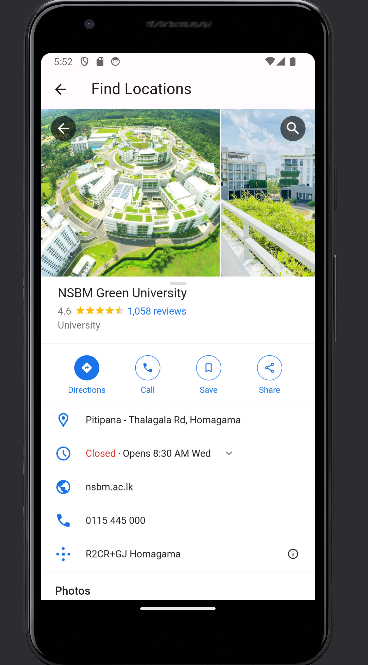 5:52
Find Locations
NSBM Green University
4.6 1,058 reviews
University
Directions Call Save Share
Pitipana - Thalagala Rd, Homagama
Closed · Opens 8:30 AM Wed
nsbm.ac.lk
0115 445 000
R2CR+GJ Homagama
Photos